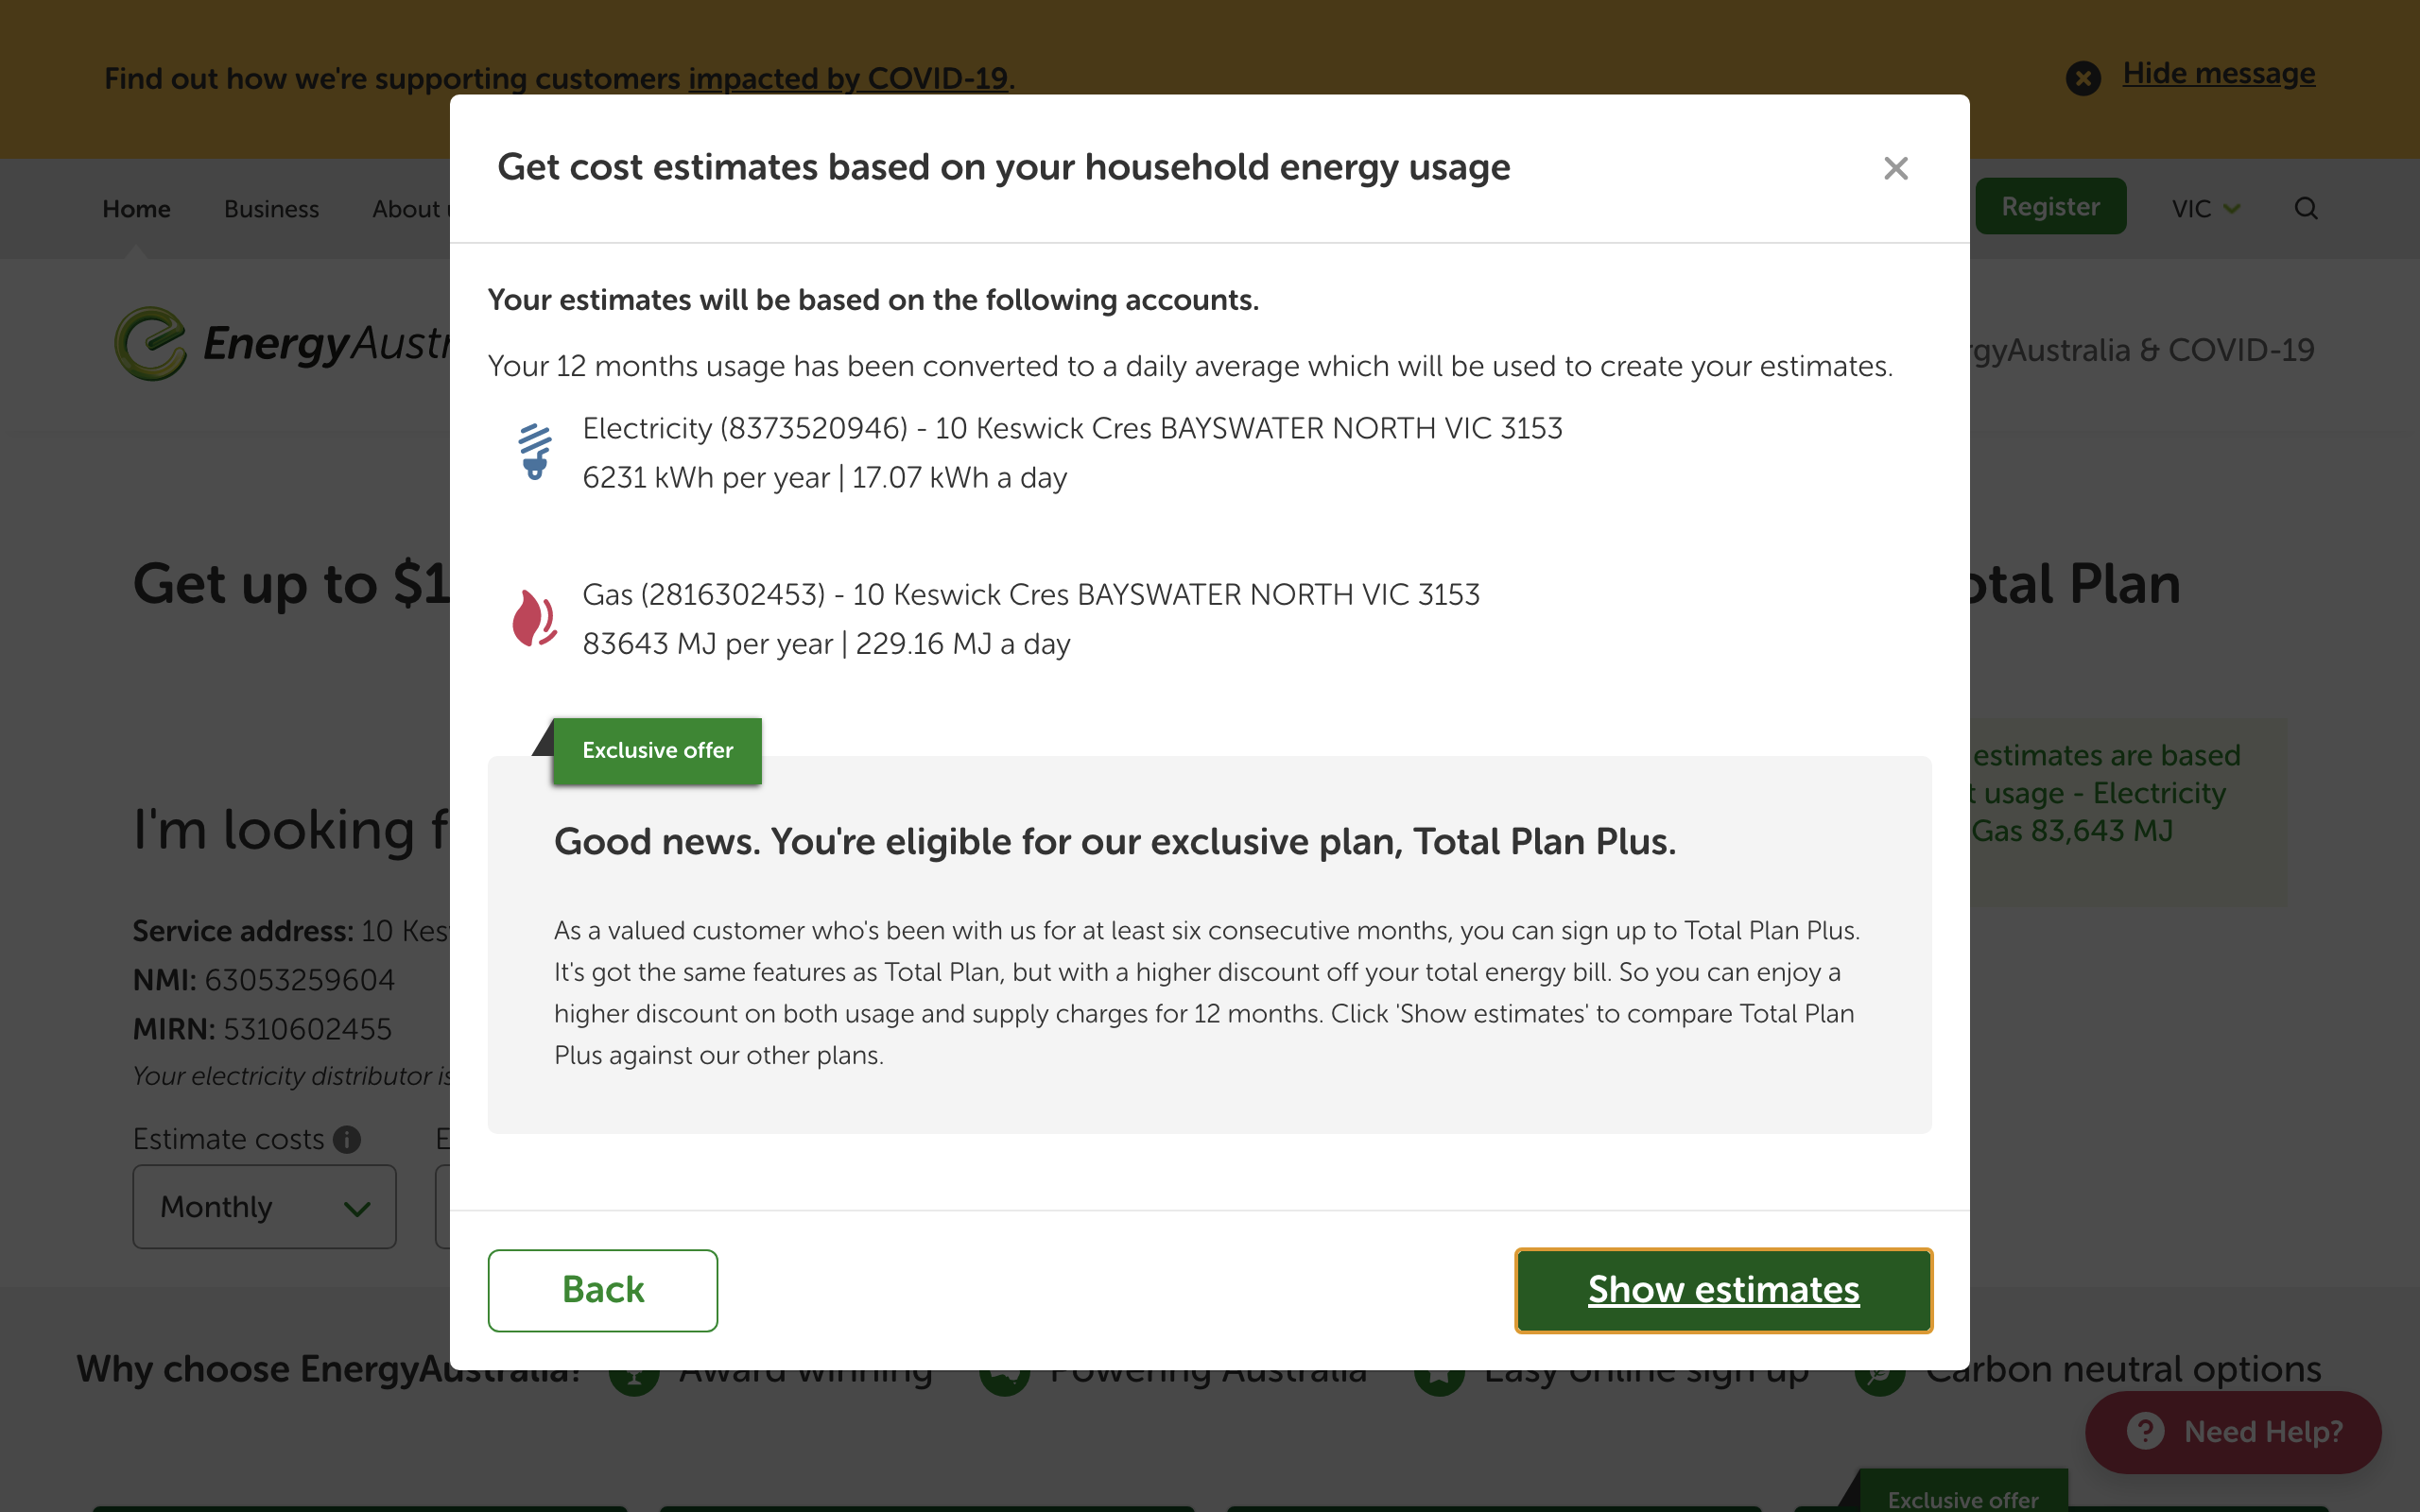 Find out how we're supporting customers impacted by COVID-19.
Hide message
Get cost estimates based on your household energy usage
Home
Business
About
Register
VIC
EnergyAustr
rgyAustralia & COVID-19
Your estimates will be based on the following accounts.
Your 12 months usage has been converted to a daily average which will be used to create your estimates.
Electricity (8373520946) - 10 Keswick Cres BAYSWATER NORTH VIC 3153
6231 kWh per year | 17.07 kWh a day
Gas (2816302453) - 10 Keswick Cres BAYSWATER NORTH VIC 3153
83643 MJ per year | 229.16 MJ a day
Get up to $1
otal Plan
Exclusive offer
Good news. You're eligible for our exclusive plan, Total Plan Plus.
As a valued customer who's been with us for at least six consecutive months, you can sign up to Total Plan Plus.
It's got the same features as Total Plan, but with a higher discount off your total energy bill. So you can enjoy a
higher discount on both usage and supply charges for 12 months. Click 'Show estimates' to compare Total Plan
Plus against our other plans.
estimates are based
t usage - Electricity
Gas 83,643 MJ
I'm looking f
Service address: 10 Kes
NMI: 63053259604
MIRN: 5310602455
Your electricity distributor is
Estimate costs
Monthly
Back
Show estimates
Why choose EnergyAustralia?
Award winning
Powering Australia
Easy online sign up
Carbon neutral options
Need Help?
Exclusive offer